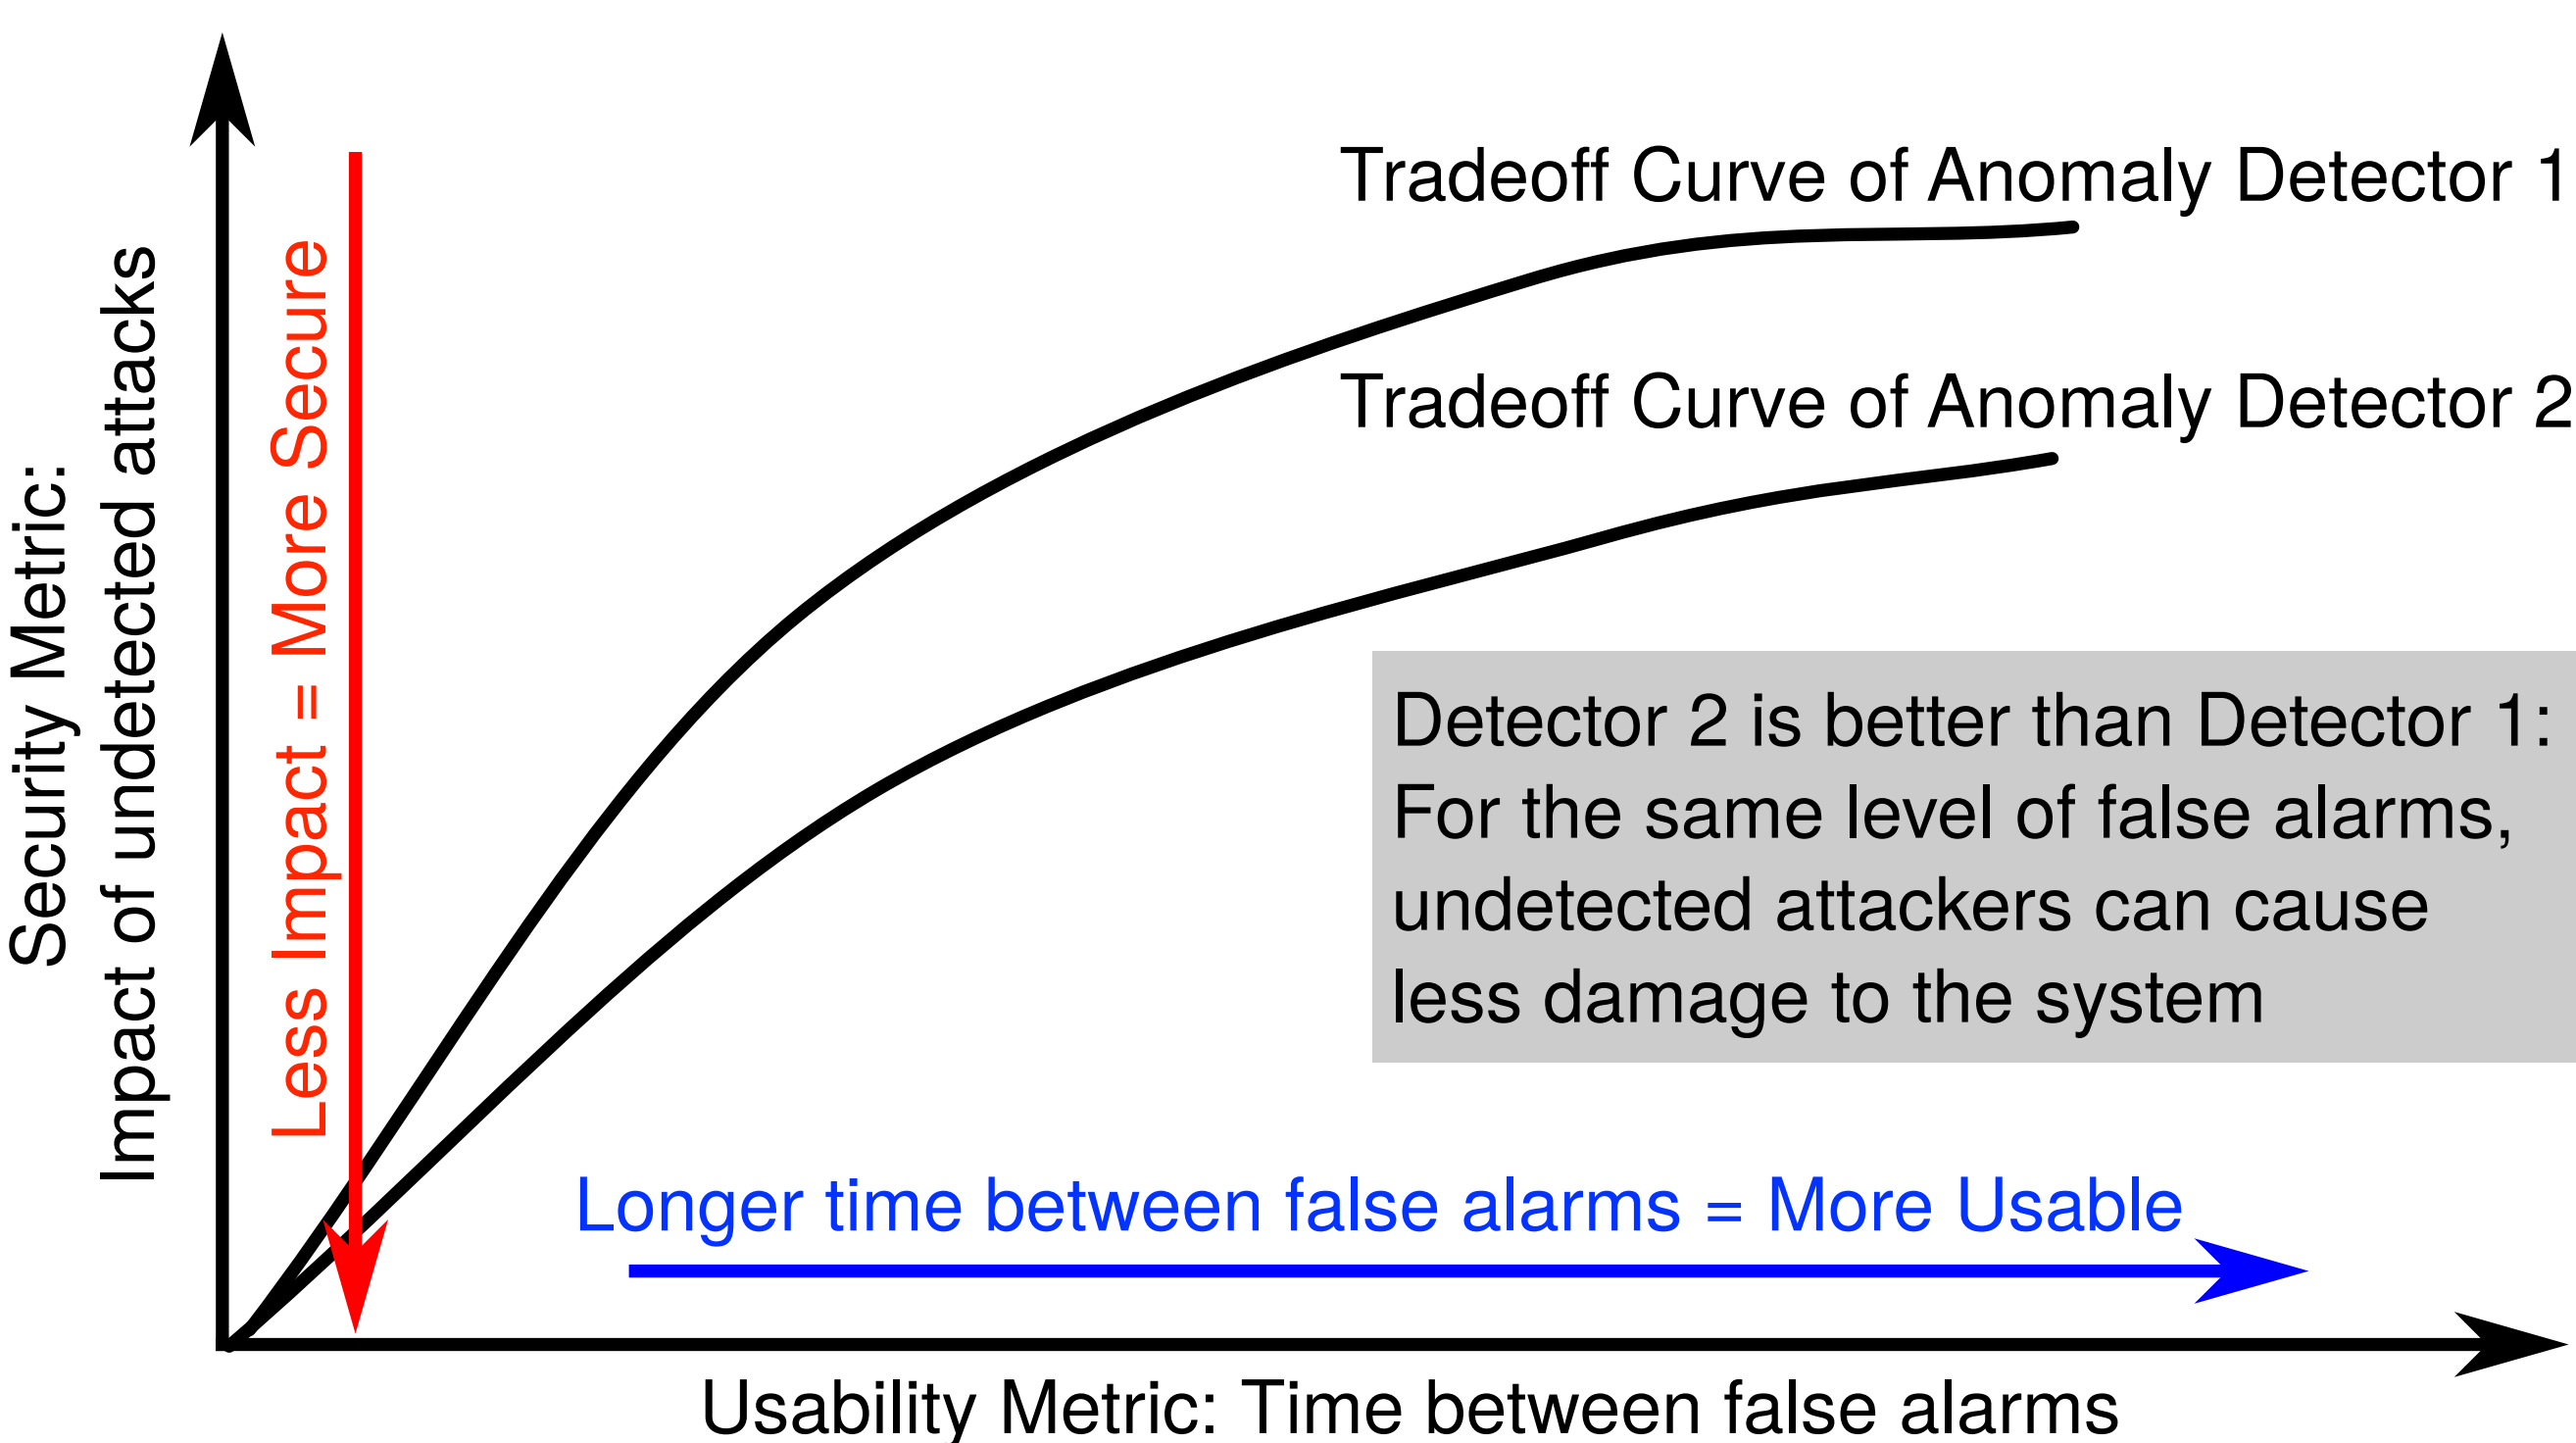 Security Metric:
Impact of undetected attacks
Less Impact = More Secure
Tradeoff Curve of Anomaly Detector 1
Tradeoff Curve of Anomaly Detector 2
Detector 2 is better than Detector 1:
For the same level of false alarms,
undetected attackers can cause
less damage to the system
Longer time between false alarms = More Usable
Usability Metric: Time between false alarms